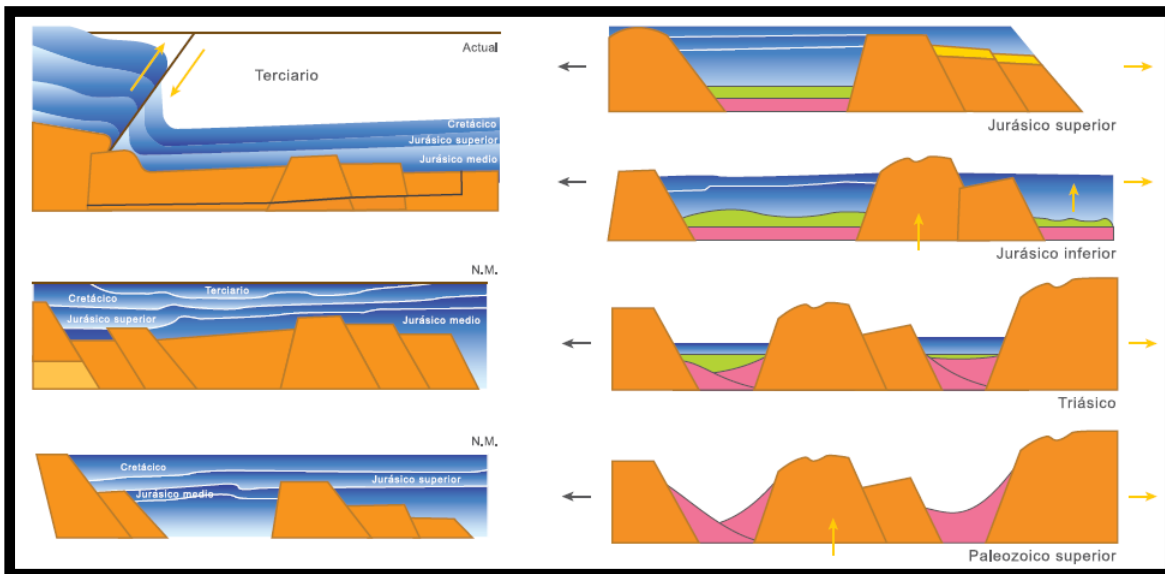 Actual
Terciario
Cretácico
Jurásico superior
Jurásico medio
N.M.
Terciario
Cretácico
Jurásico superior
Jurásico medio
N.M.
Cretácico
Jurásico superior
Jurásico medio
Jurásico superior
Jurásico inferior
Triásico
Paleozoico superior